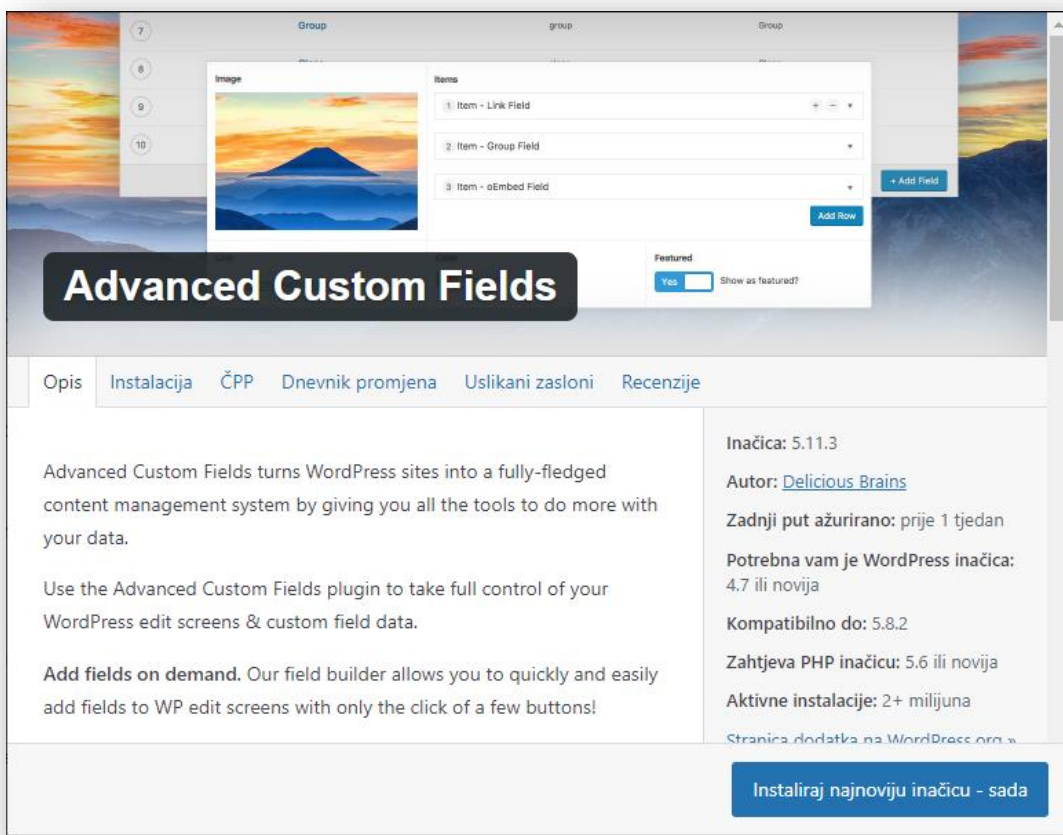 7 Group group Group
8
9
10
Image Items
1 Item - Link Field + − ▾
2 Item - Group Field ▾
3 Item - oEmbed Field ▾
+ Add Field
Add Row
Featured
Yes Show as featured?
Advanced Custom Fields
Opis Instalacija ČPP Dnevnik promjena Uslikani zasloni Recenzije
Advanced Custom Fields turns WordPress sites into a fully-fledged
content management system by giving you all the tools to do more with
your data.
Use the Advanced Custom Fields plugin to take full control of your
WordPress edit screens & custom field data.
Add fields on demand. Our field builder allows you to quickly and easily
add fields to WP edit screens with only the click of a few buttons!
Inačica: 5.11.3
Autor: Delicious Brains
Zadnji put ažurirano: prije 1 tjedan
Potrebna vam je WordPress inačica:
4.7 ili novija
Kompatibilno do: 5.8.2
Zahtjeva PHP inačicu: 5.6 ili novija
Aktivne instalacije: 2+ milijuna
Stranica dodatka na WordPress.org »
Instaliraj najnoviju inačicu - sada